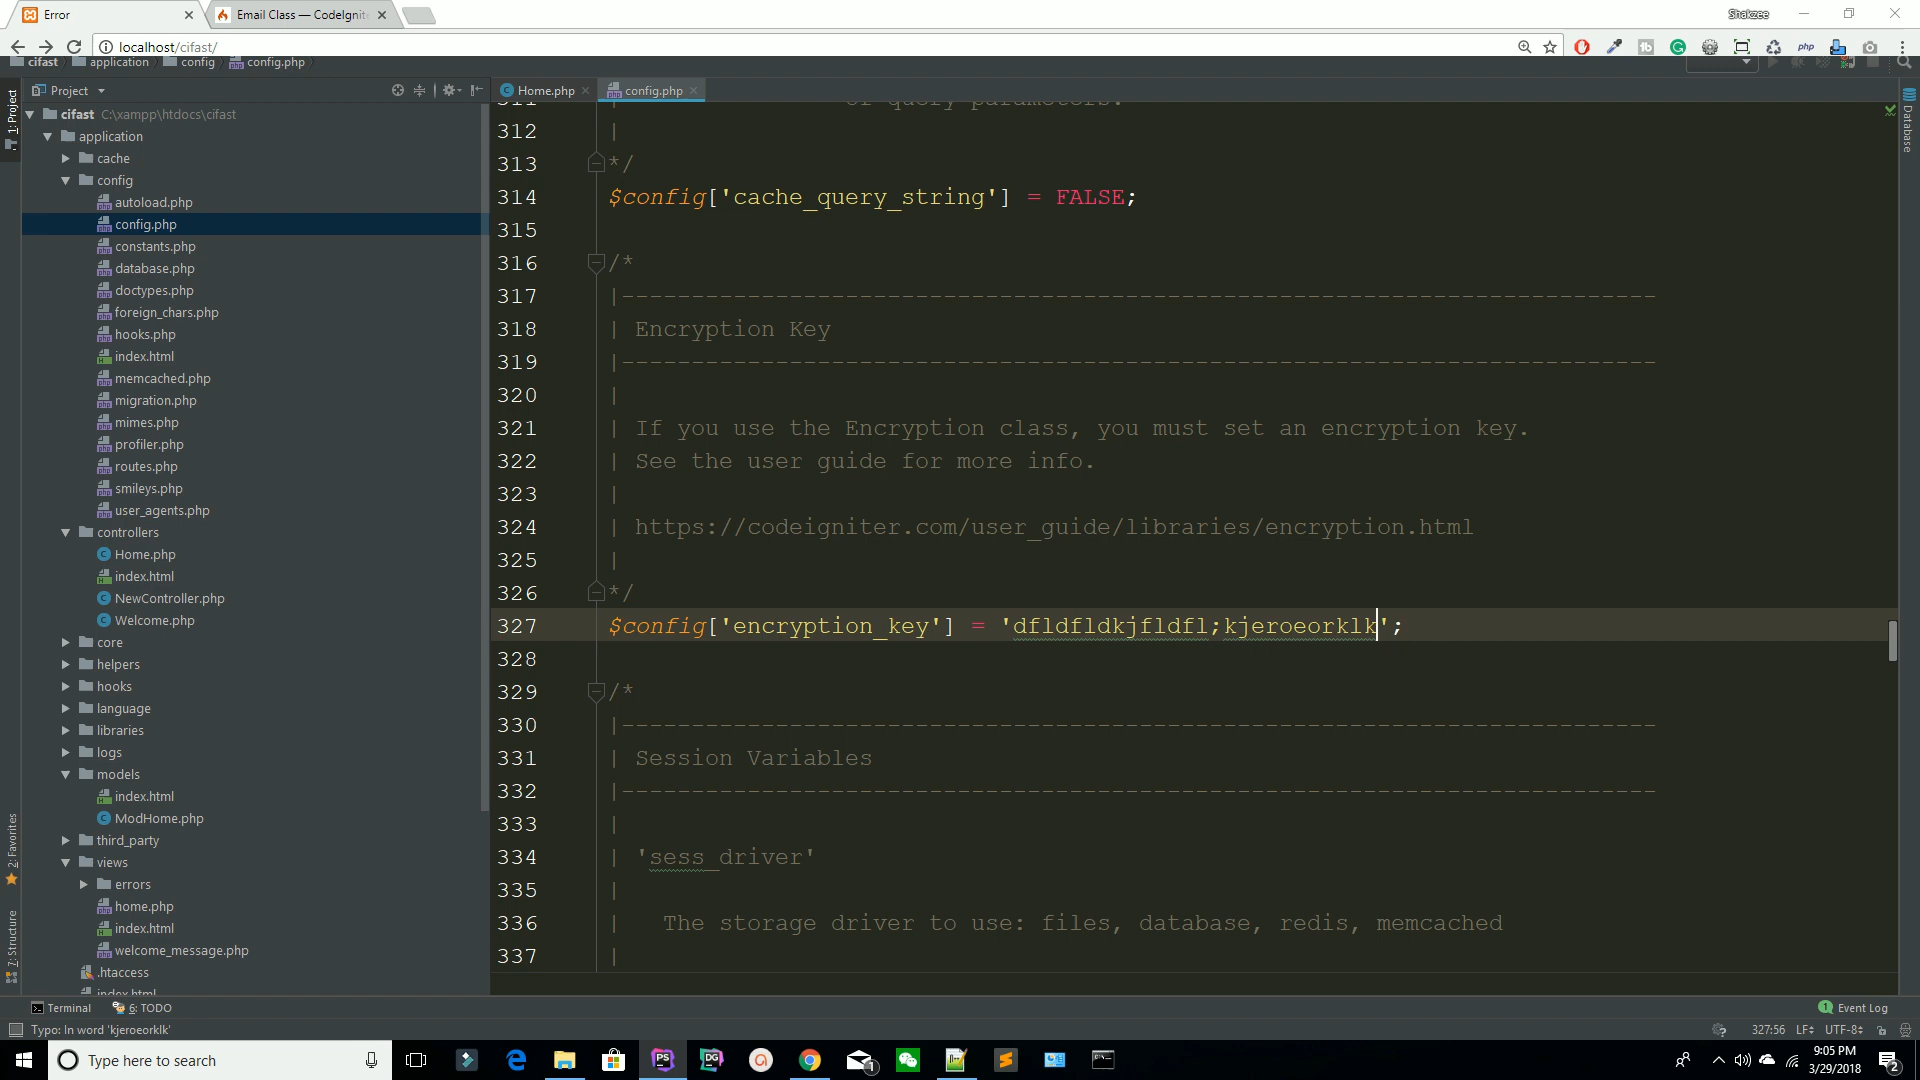 Error
Email Class — CodeIgnite
Shakzee
localhost/cifast/
php
cifast application config config.php
Project
Home.php
config.php
1: Project
Database
2: Favorites
7: Structure
cifast C:\xampp\htdocs\cifast
application
cache
config
autoload.php
config.php
constants.php
database.php
doctypes.php
foreign_chars.php
hooks.php
index.html
memcached.php
migration.php
mimes.php
profiler.php
routes.php
smileys.php
user_agents.php
controllers
Home.php
index.html
NewController.php
Welcome.php
core
helpers
hooks
language
libraries
logs
models
index.html
ModHome.php
third_party
views
errors
home.php
index.html
welcome_message.php
.htaccess
index.html
311 | of query parameters.
312 |
313 */
314 $config['cache_query_string'] = FALSE;
315
316 /*
317 |--------------------------------------------------------------------------
318 | Encryption Key
319 |--------------------------------------------------------------------------
320 |
321 | If you use the Encryption class, you must set an encryption key.
322 | See the user guide for more info.
323 |
324 | https://codeigniter.com/user_guide/libraries/encryption.html
325 |
326 */
327 $config['encryption_key'] = 'dfldfldkjfldfl;kjeroeorklk';
328
329 /*
330 |--------------------------------------------------------------------------
331 | Session Variables
332 |--------------------------------------------------------------------------
333 |
334 | 'sess_driver'
335 |
336 | The storage driver to use: files, database, redis, memcached
337 |
Terminal
6: TODO
1 Event Log
Typo: In word 'kjeroeorklk'
327:56 LF UTF-8
Type here to search
PS
DG
1
9:05 PM
3/29/2018
2